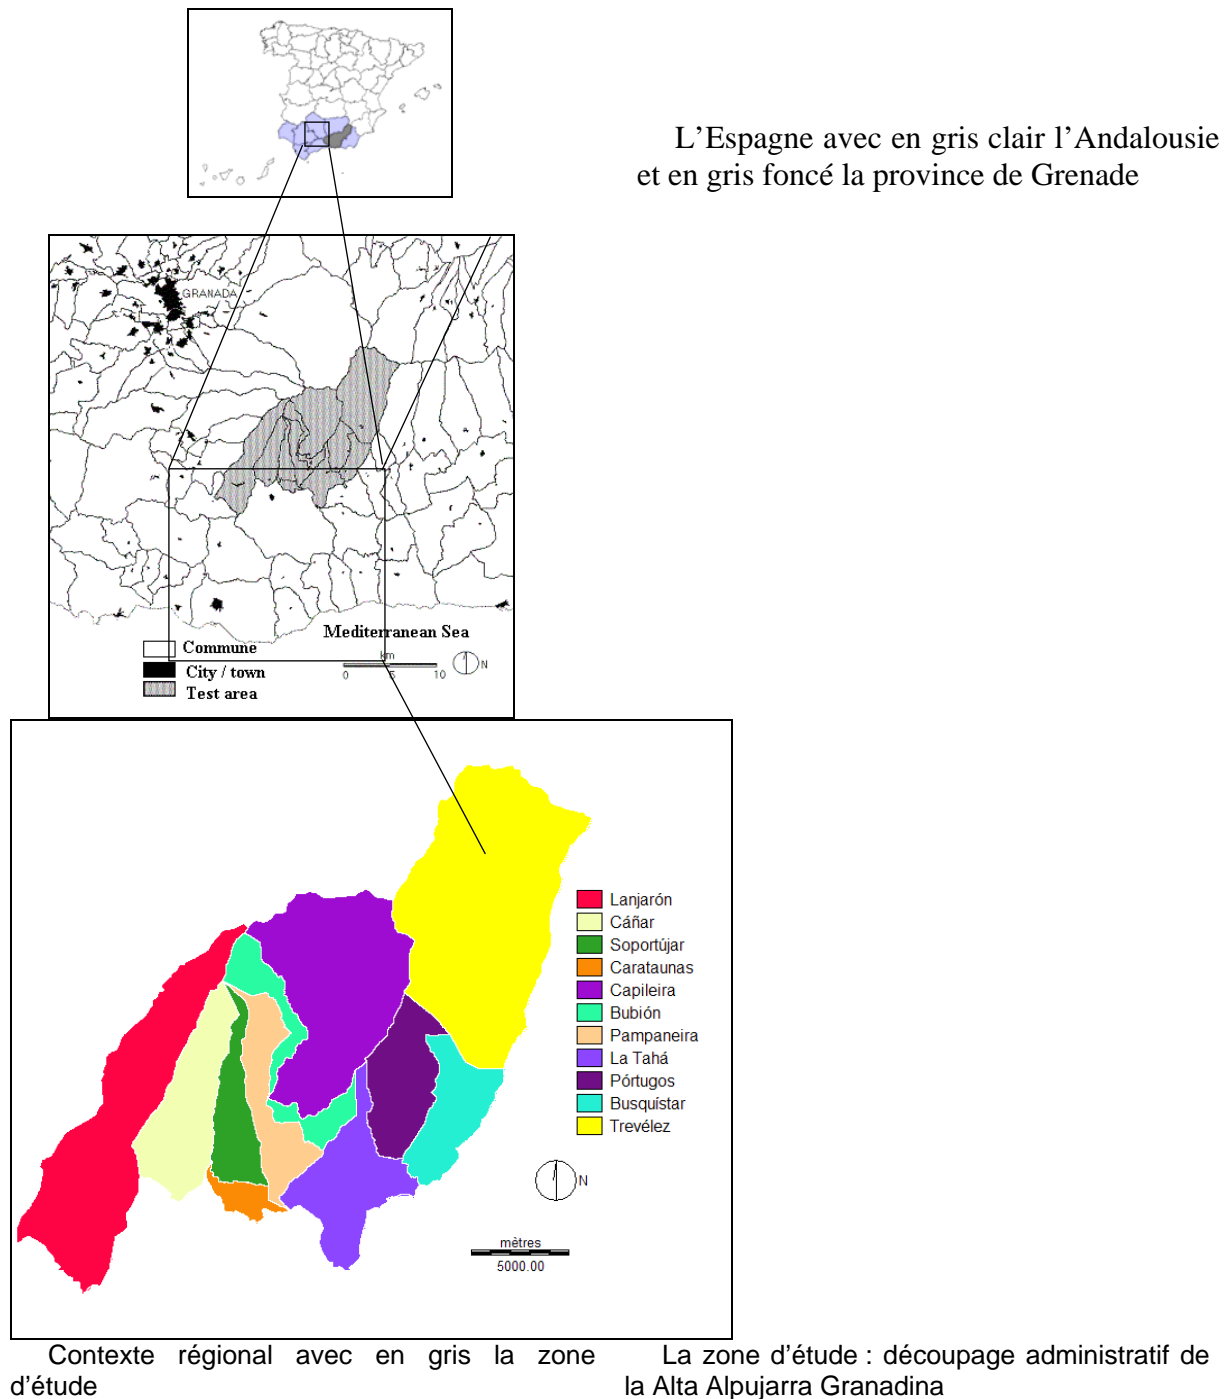 L'Espagne avec en gris clair l'Andalousie
et en gris foncé la province de Grenade
GRANADA
Mediterranean Sea
Commune
City / town
Test area
km
0 5 10
N
Lanjarón
Cáñar
Soportújar
Carataunas
Capileira
Bubión
Pampaneira
La Tahá
Pórtugos
Busquístar
Trevélez
N
mètres
5000.00
Contexte régional avec en gris la zone
d'étude
La zone d'étude : découpage administratif de
la Alta Alpujarra Granadina